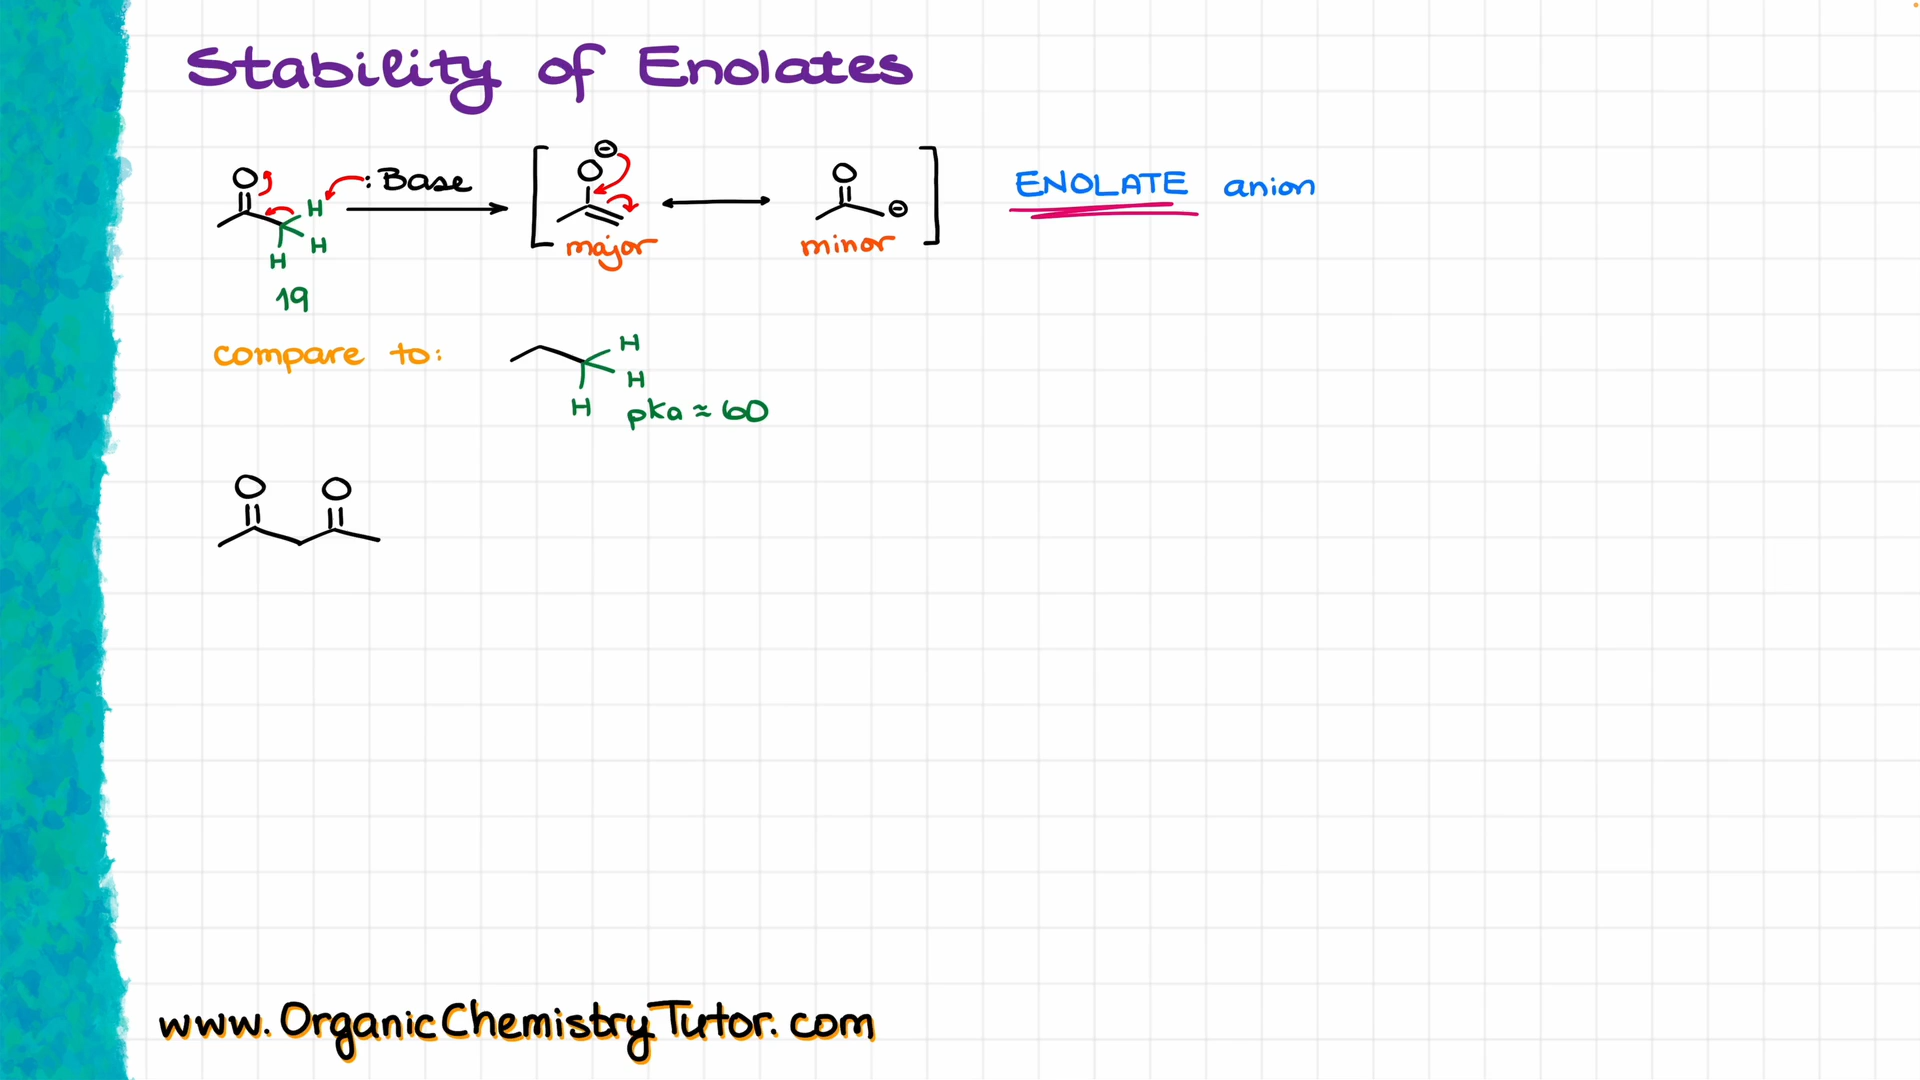 Stability of Enolates
O H H H :Base
19
[ O⊖ major ⟷ O ⊖ minor ]
ENOLATE anion
compare to:
H H H
pka ≈ 60
O O
www.OrganicChemistryTutor.com